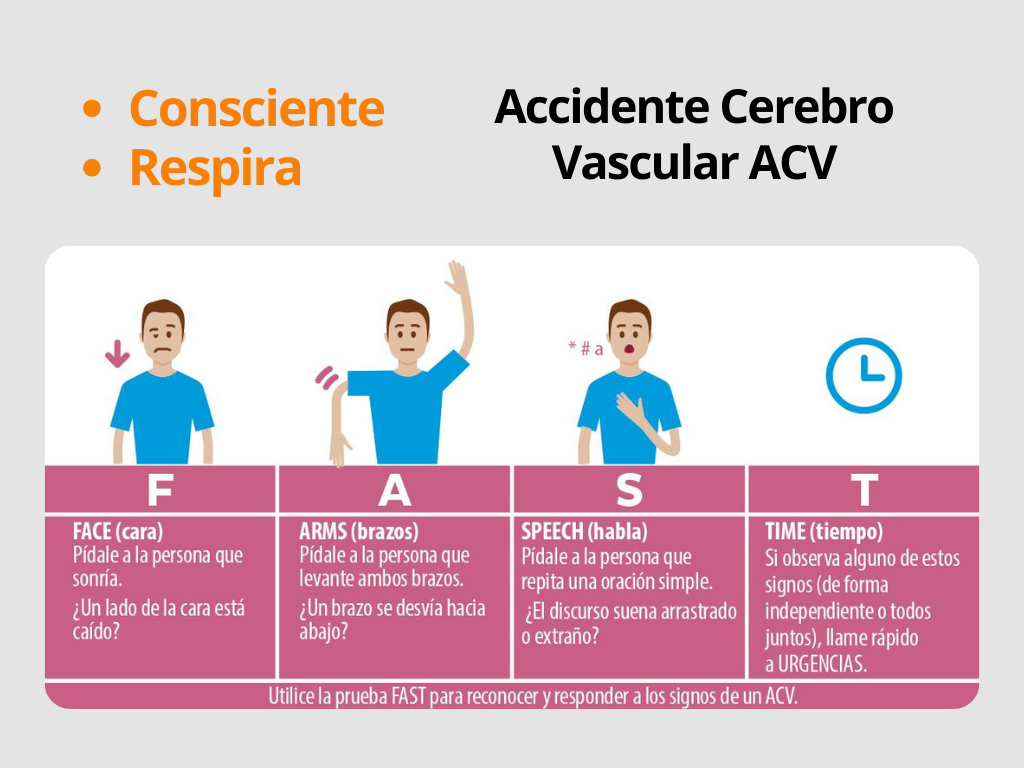 • Consciente
• Respira
Accidente Cerebro
Vascular ACV
* # a
F
FACE (cara)
Pídale a la persona que
sonría.
¿Un lado de la cara está
caído?
A
ARMS (brazos)
Pídale a la persona que
levante ambos brazos.
¿Un brazo se desvía hacia
abajo?
S
SPEECH (habla)
Pídale a la persona que
repita una oración simple.
¿El discurso suena arrastrado
o extraño?
T
TIME (tiempo)
Si observa alguno de estos
signos (de forma
independiente o todos
juntos), llame rápido
a URGENCIAS.
Utilice la prueba FAST para reconocer y responder a los signos de un ACV.